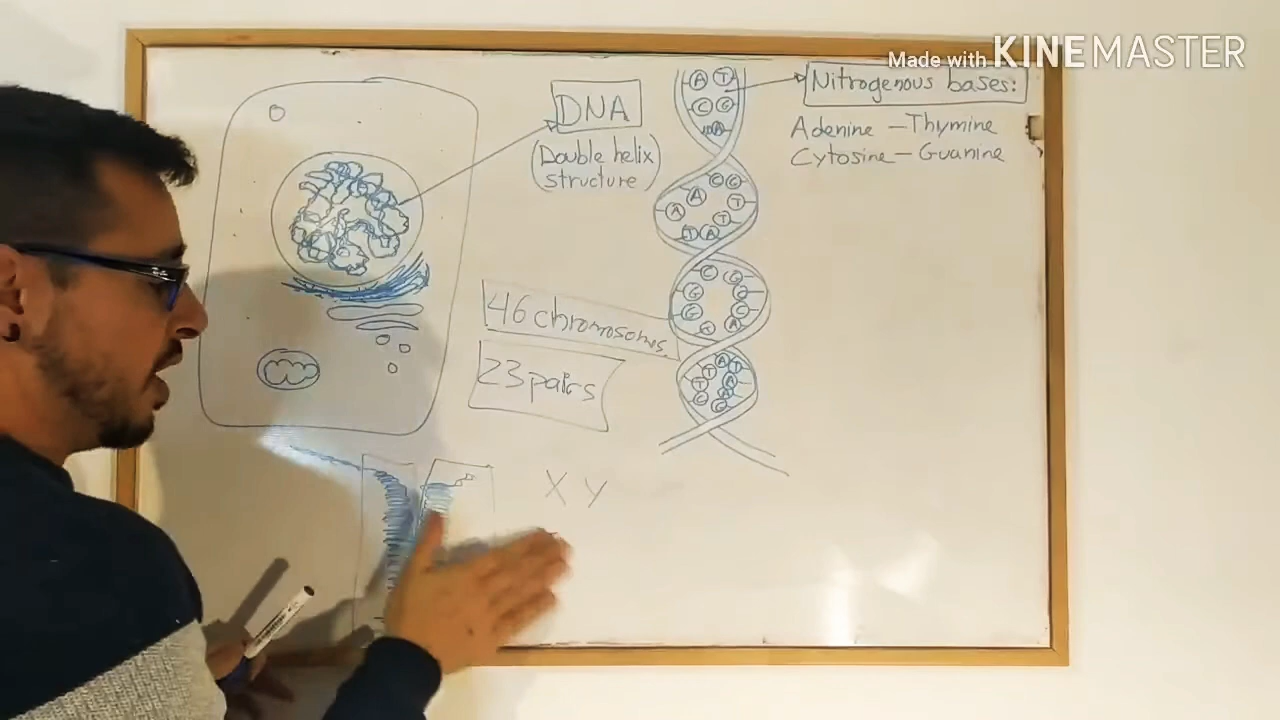 Made with KINEMASTER
DNA
(Double helix
structure)
Nitrogenous bases:
Adenine – Thymine
Cytosine – Guanine
A T
C G
A
C C
A T
A T
T A
C G
G
G C
T A
A
T T
T A
C C
G
46 chromosomes.
23 pairs
X Y